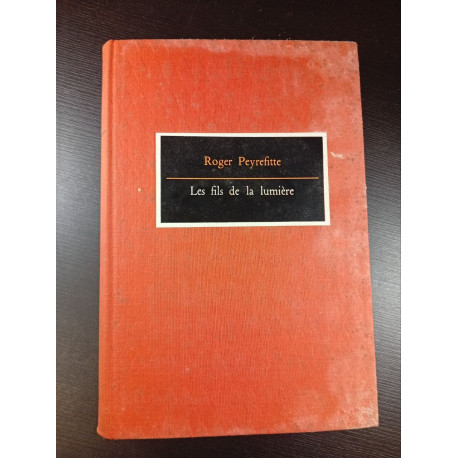 Roger Peyrefitte
Les fils de la lumière